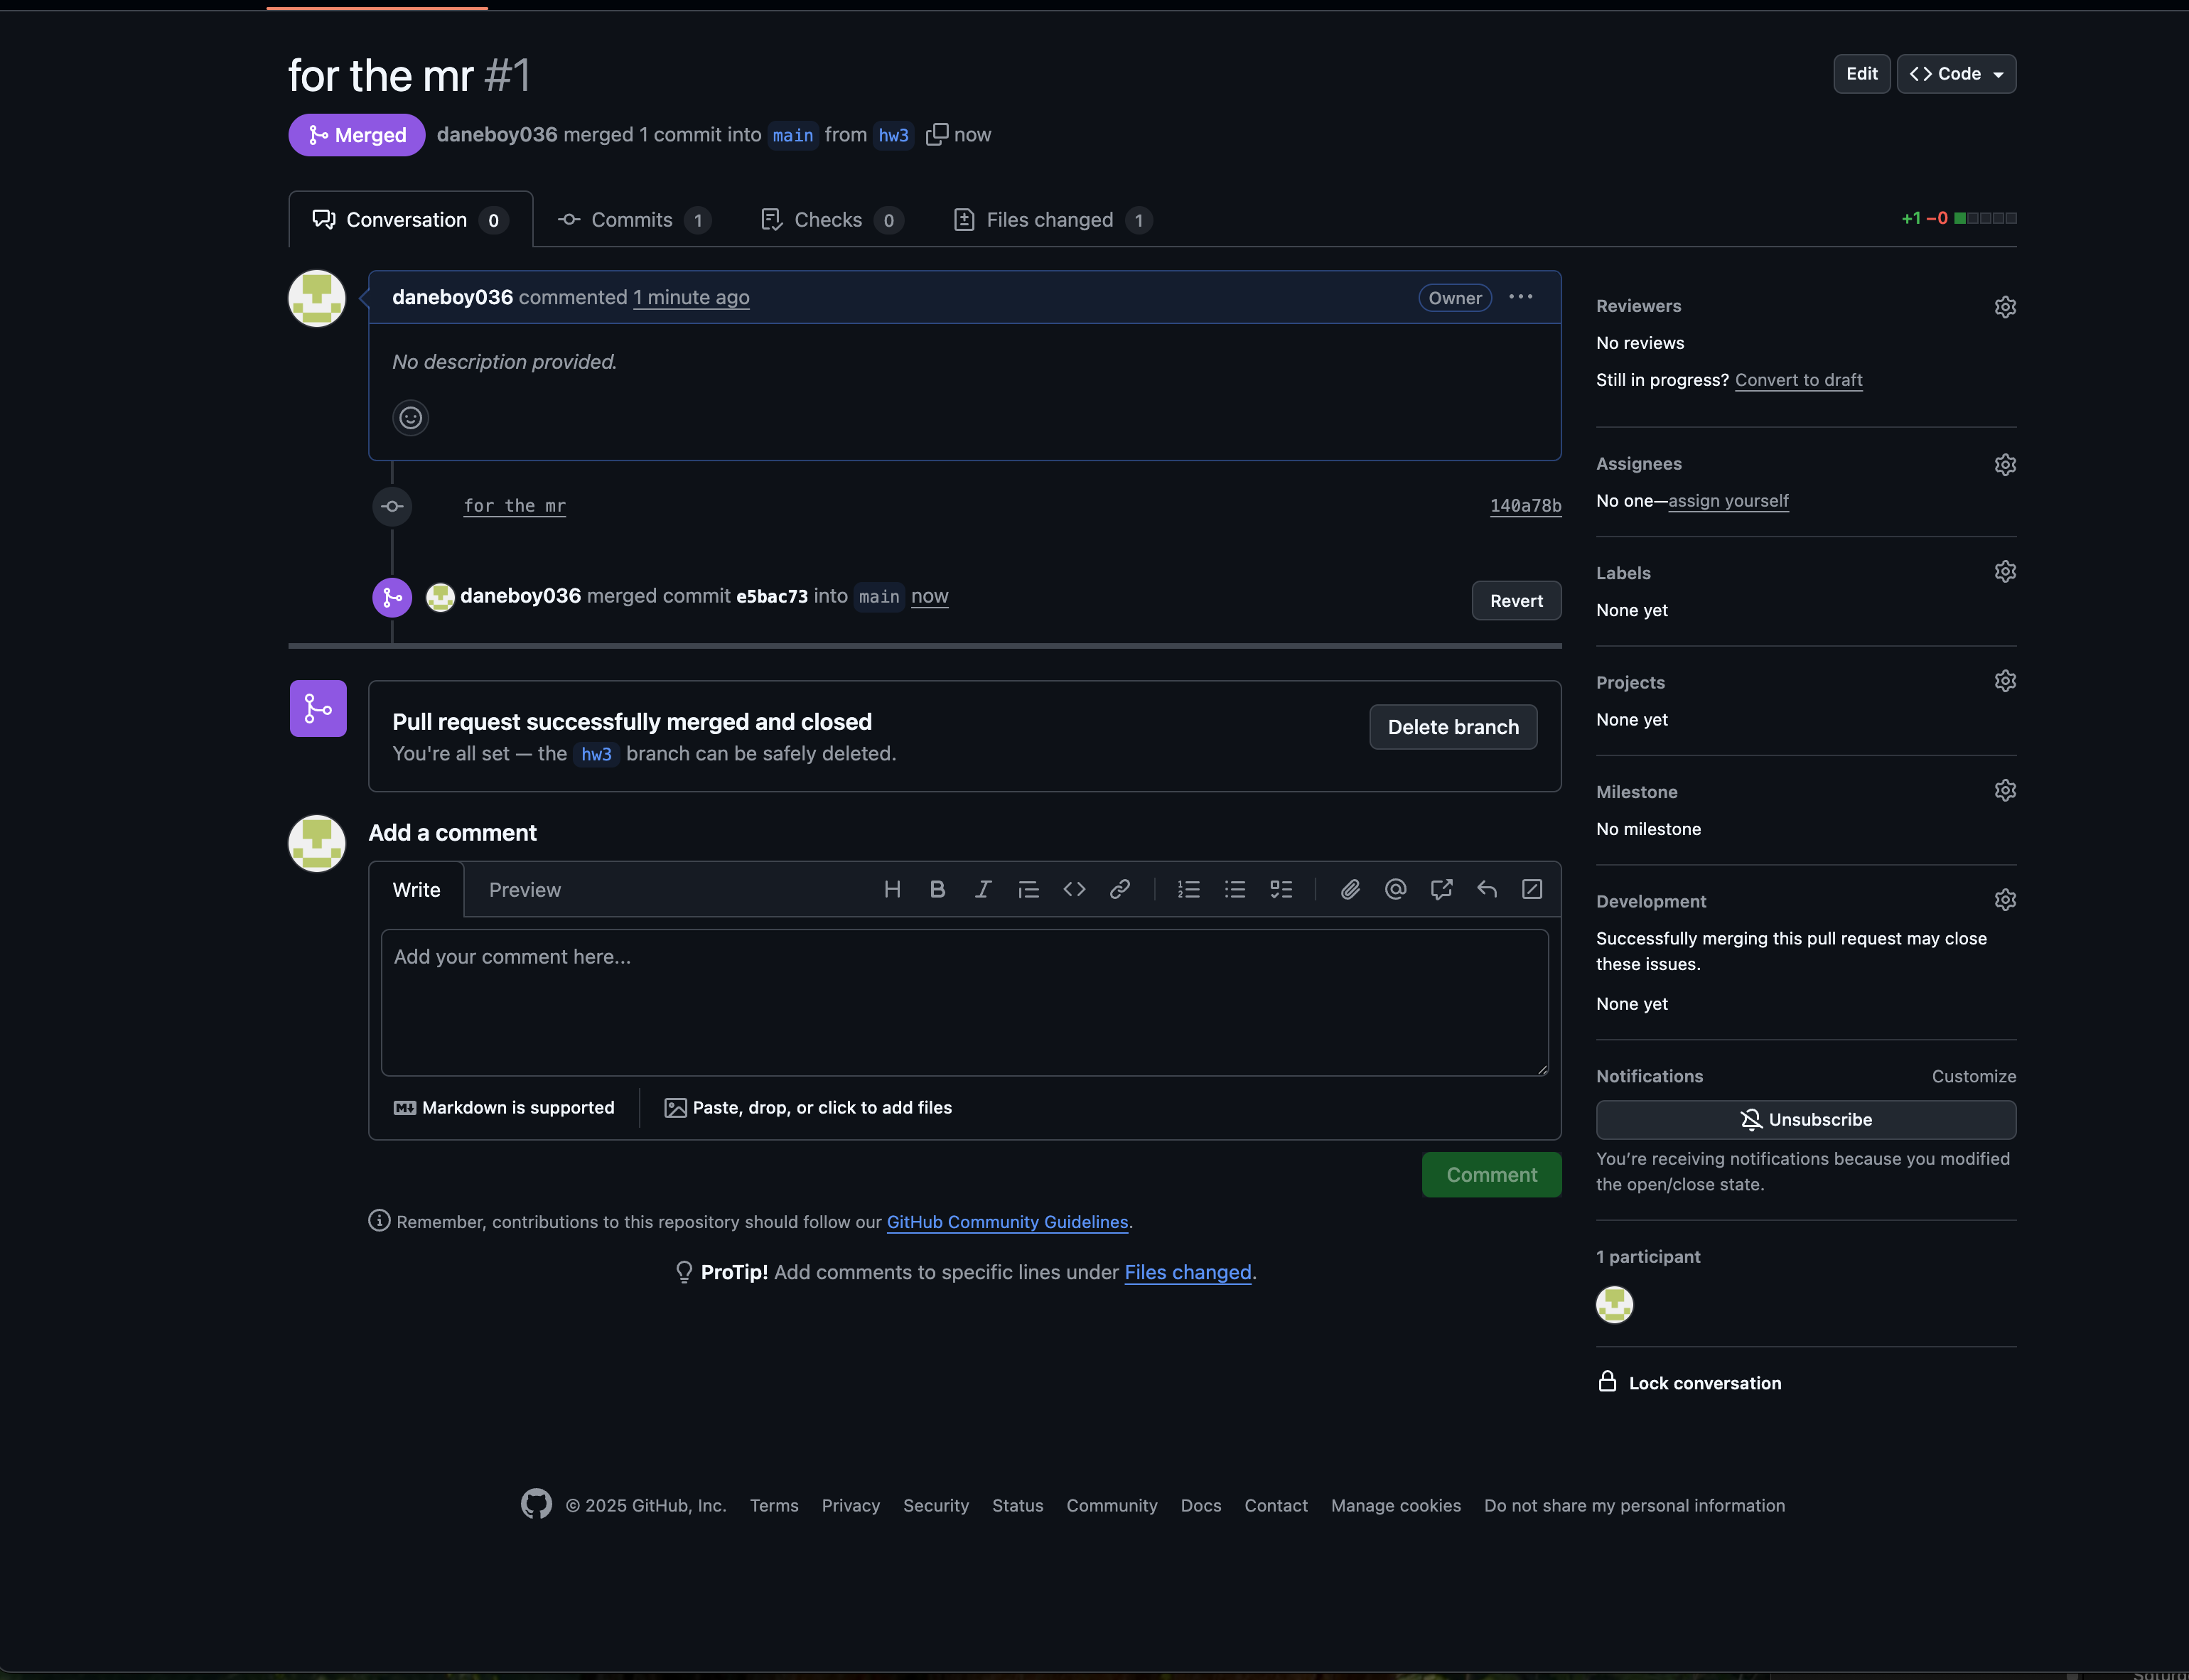 for the mr #1
Edit
Code
Merged
daneboy036 merged 1 commit into main from hw3 now
Conversation 0
Commits 1
Checks 0
Files changed 1
+1 −0
daneboy036 commented 1 minute ago
Owner
No description provided.
for the mr
140a78b
daneboy036 merged commit e5bac73 into main now
Revert
Pull request successfully merged and closed
You're all set — the hw3 branch can be safely deleted.
Delete branch
Add a comment
Write
Preview
Add your comment here...
Markdown is supported
Paste, drop, or click to add files
Comment
Remember, contributions to this repository should follow our GitHub Community Guidelines.
ProTip! Add comments to specific lines under Files changed.
Reviewers
No reviews
Still in progress? Convert to draft
Assignees
No one—assign yourself
Labels
None yet
Projects
None yet
Milestone
No milestone
Development
Successfully merging this pull request may close
these issues.
None yet
Notifications
Customize
Unsubscribe
You’re receiving notifications because you modified
the open/close state.
1 participant
Lock conversation
© 2025 GitHub, Inc.
Terms
Privacy
Security
Status
Community
Docs
Contact
Manage cookies
Do not share my personal information